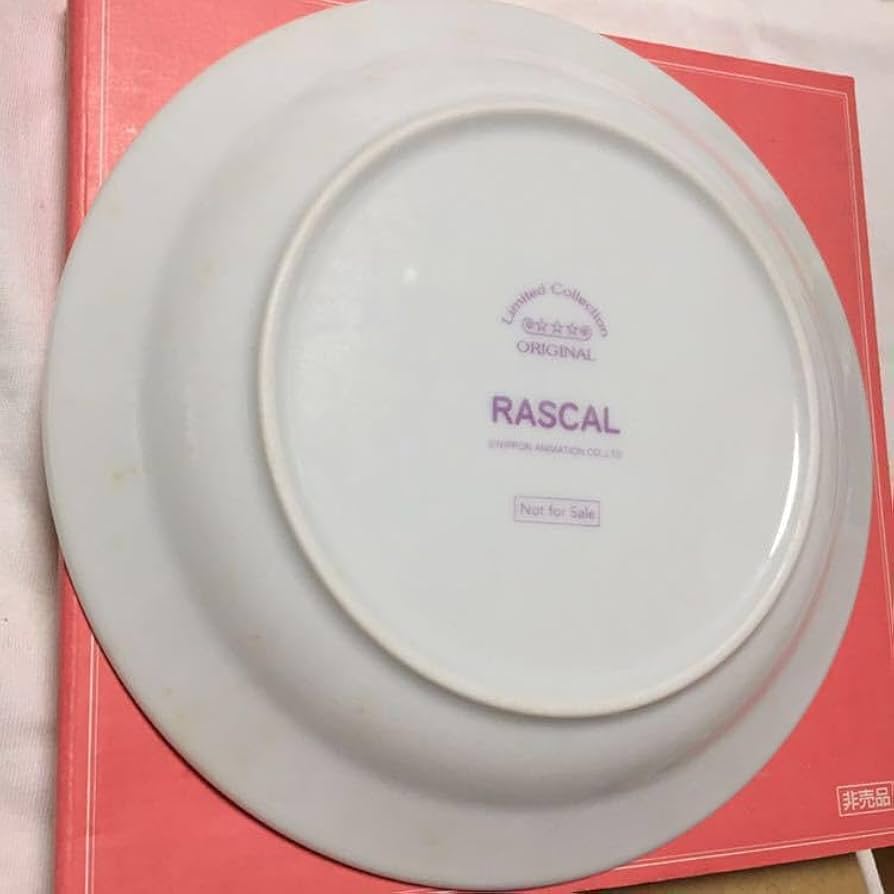 Limited Collection
ORIGINAL
RASCAL
©NIPPON ANIMATION CO.,LTD
Not for Sale
非売品